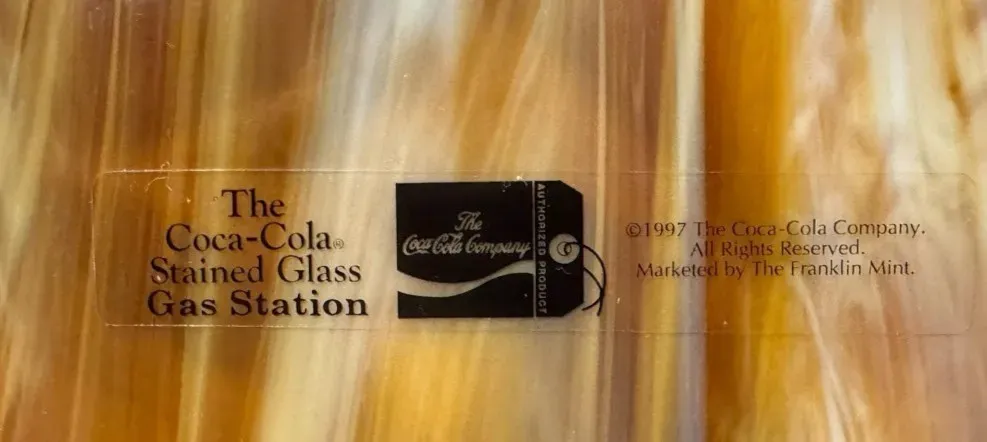 The
Coca-Cola®
Stained Glass
Gas Station
The
Coca-Cola Company
AUTHORIZED PRODUCT
©1997 The Coca-Cola Company.
All Rights Reserved.
Marketed by The Franklin Mint.